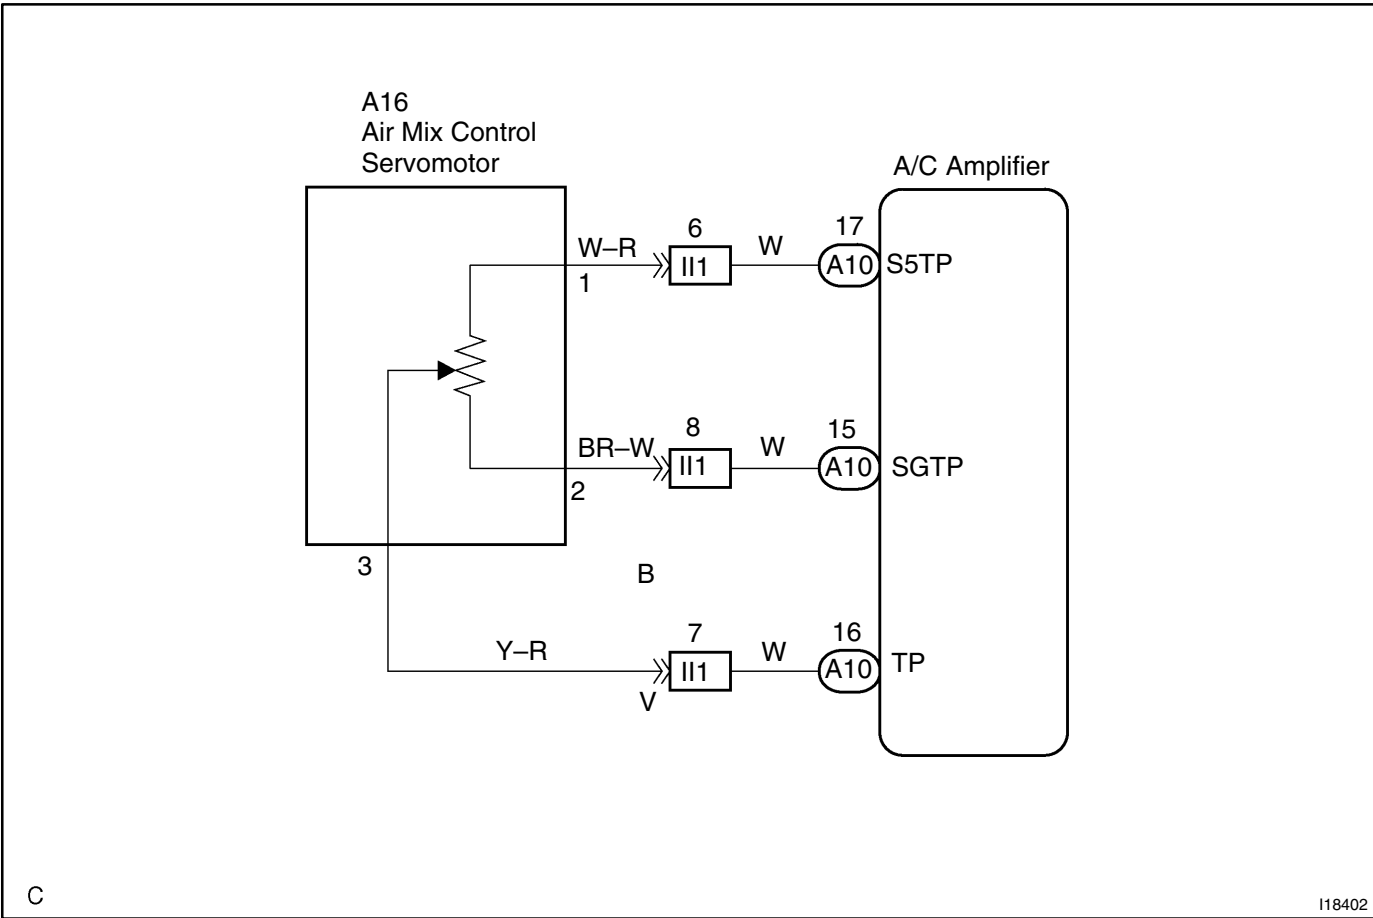 A16
Air Mix Control
Servomotor
A/C Amplifier
W–R
1
6
II1
W
17
A10
S5TP
BR–W
2
8
II1
W
15
A10
SGTP
3
B
Y–R
7
II1
V
W
16
A10
TP
C
I18402